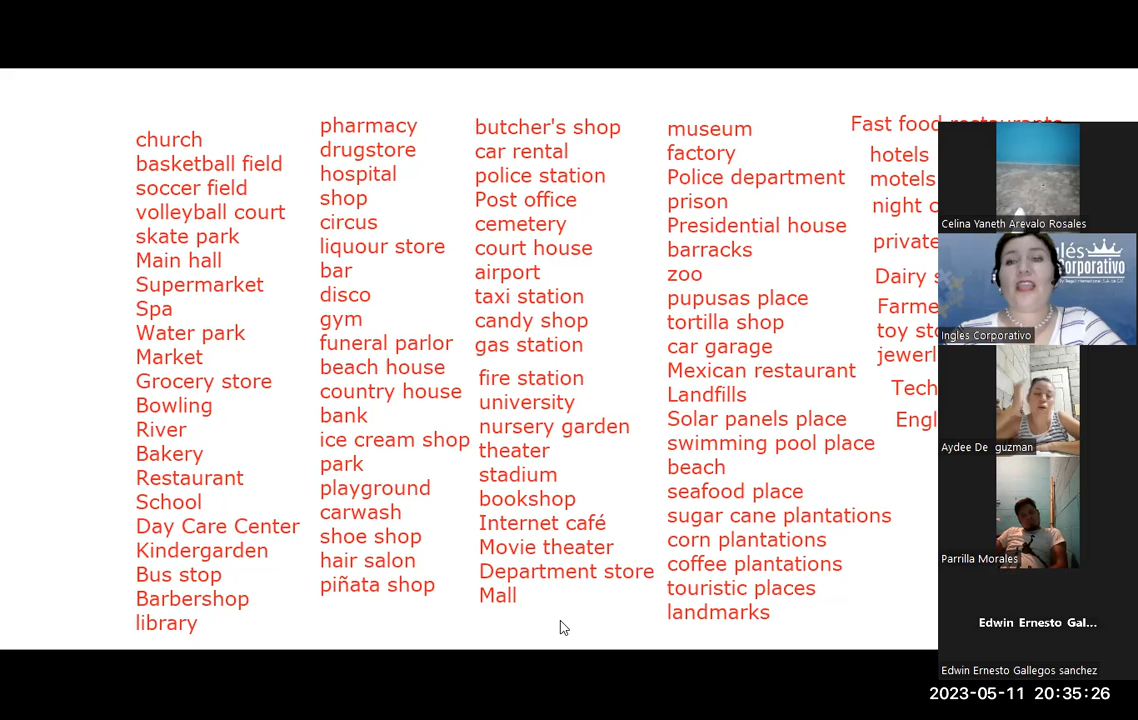 church
basketball field
soccer field
volleyball court
skate park
Main hall
Supermarket
Spa
Water park
Market
Grocery store
Bowling
River
Bakery
Restaurant
School
Day Care Center
Kindergarden
Bus stop
Barbershop
library
pharmacy
drugstore
hospital
shop
circus
liquour store
bar
disco
gym
funeral parlor
beach house
country house
bank
ice cream shop
park
playground
carwash
shoe shop
hair salon
piñata shop
butcher's shop
car rental
police station
Post office
cemetery
court house
airport
taxi station
candy shop
gas station
fire station
university
nursery garden
theater
stadium
bookshop
Internet café
Movie theater
Department store
Mall
museum
factory
Police department
prison
Presidential house
barracks
zoo
pupusas place
tortilla shop
car garage
Mexican restaurant
Landfills
Solar panels place
swimming pool place
beach
seafood place
sugar cane plantations
corn plantations
coffee plantations
touristic places
landmarks
Fast food restaurants
hotels
motels
night
private
Dairy
toy
Celina Yaneth Arevalo Rosales
Inglés Corporativo
Aydee De guzman
Parrilla Morales
Edwin Ernesto Gal...
Edwin Ernesto Gallegos sanchez
2023-05-11 20:35:26